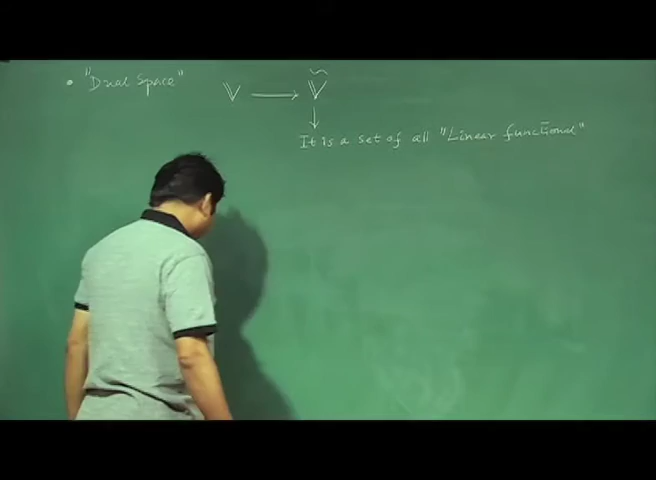 • "Dual Space" 𝕍 ⟶ 𝕍̃
↓
It is a set of all "Linear functional"